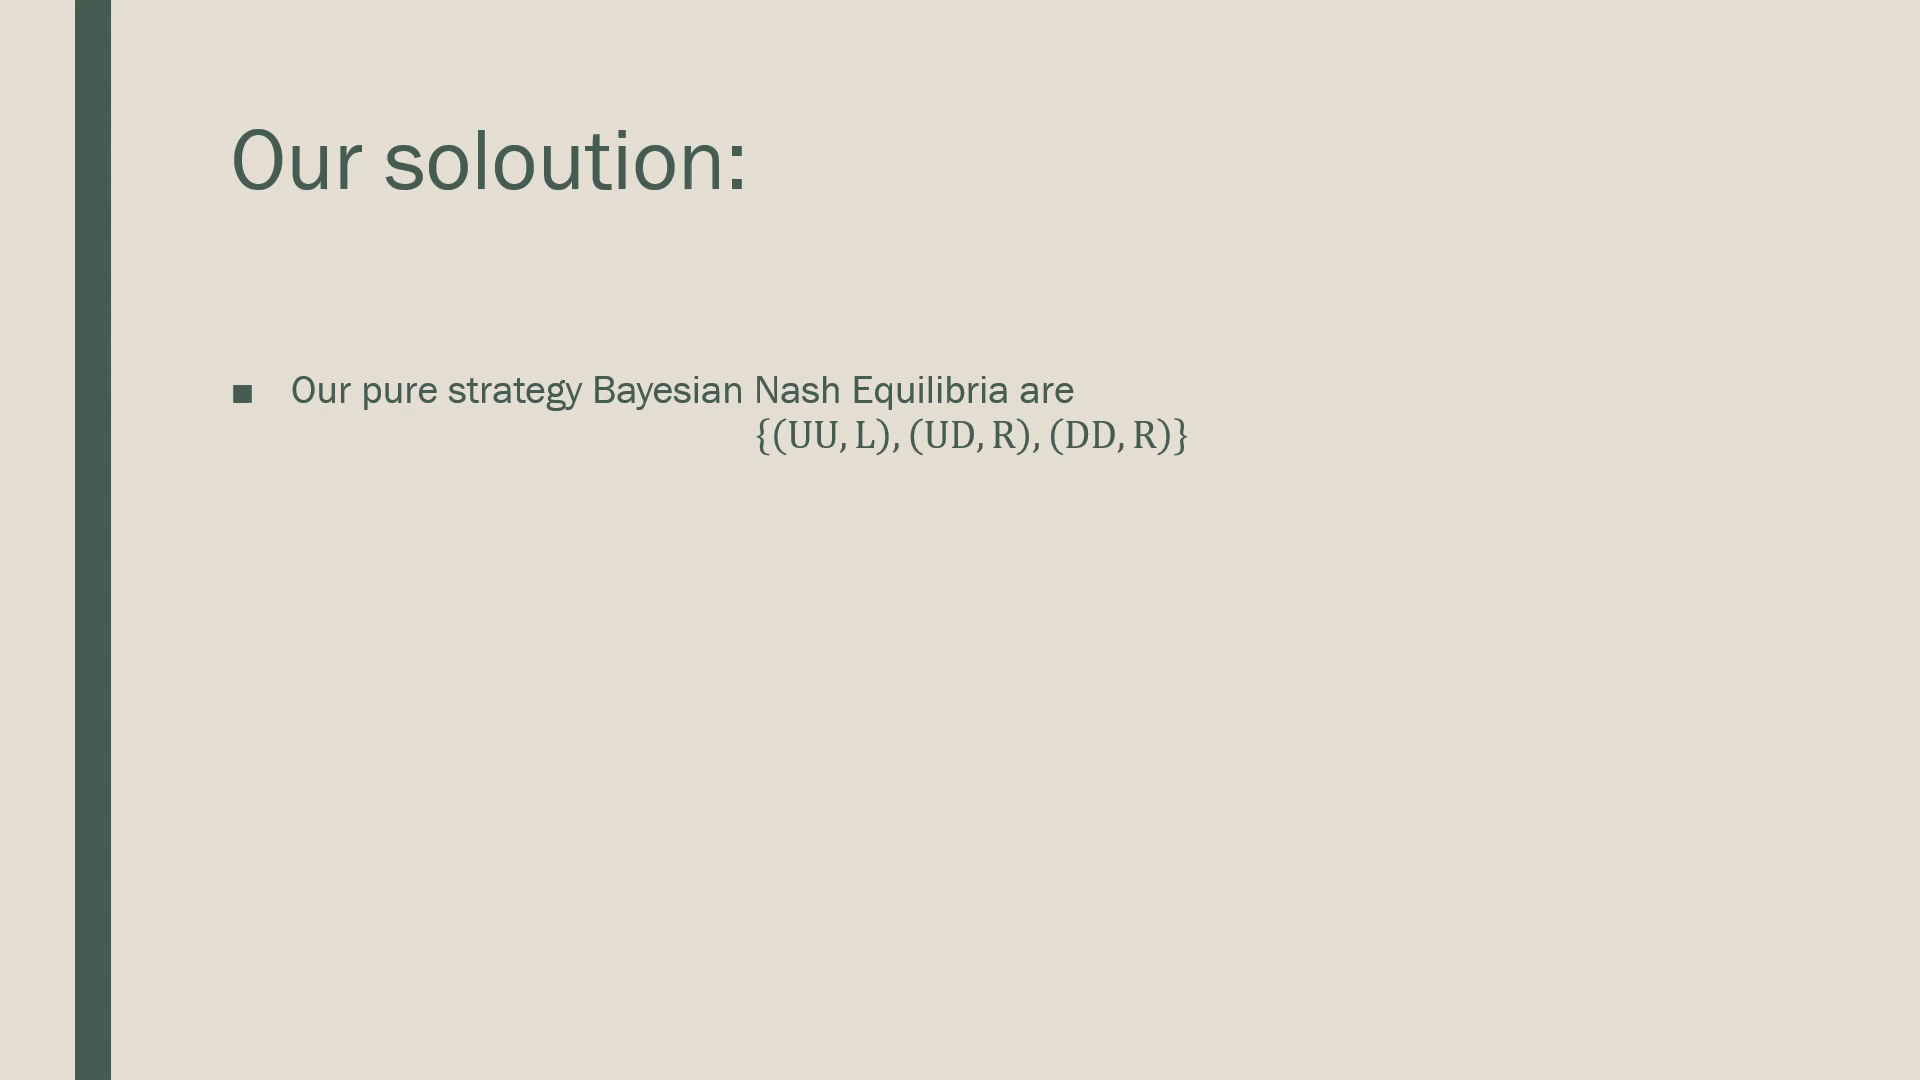 Our soloution:
■ Our pure strategy Bayesian Nash Equilibria are
{(UU, L), (UD, R), (DD, R)}